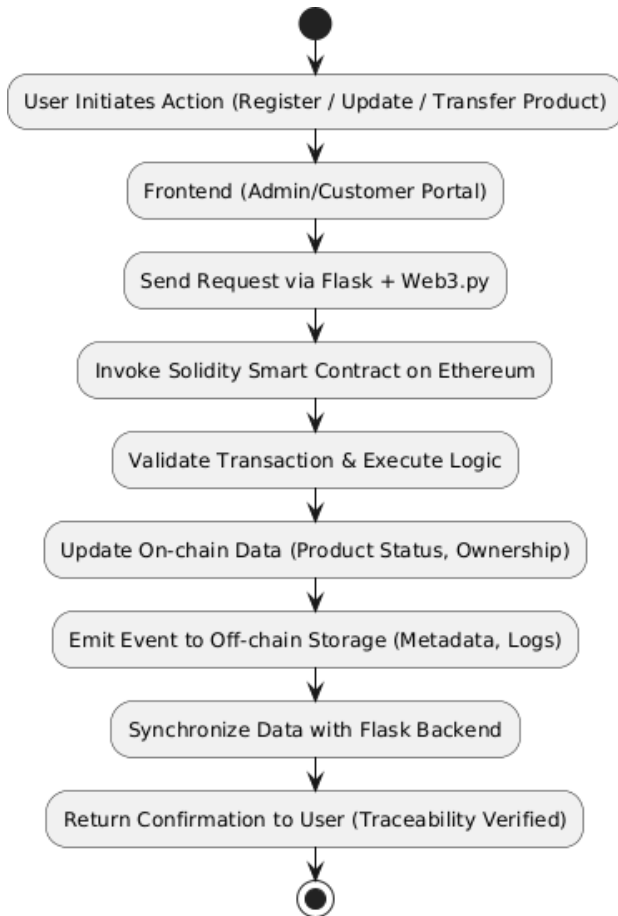 User Initiates Action (Register / Update / Transfer Product)
Frontend (Admin/Customer Portal)
Send Request via Flask + Web3.py
Invoke Solidity Smart Contract on Ethereum
Validate Transaction & Execute Logic
Update On-chain Data (Product Status, Ownership)
Emit Event to Off-chain Storage (Metadata, Logs)
Synchronize Data with Flask Backend
Return Confirmation to User (Traceability Verified)